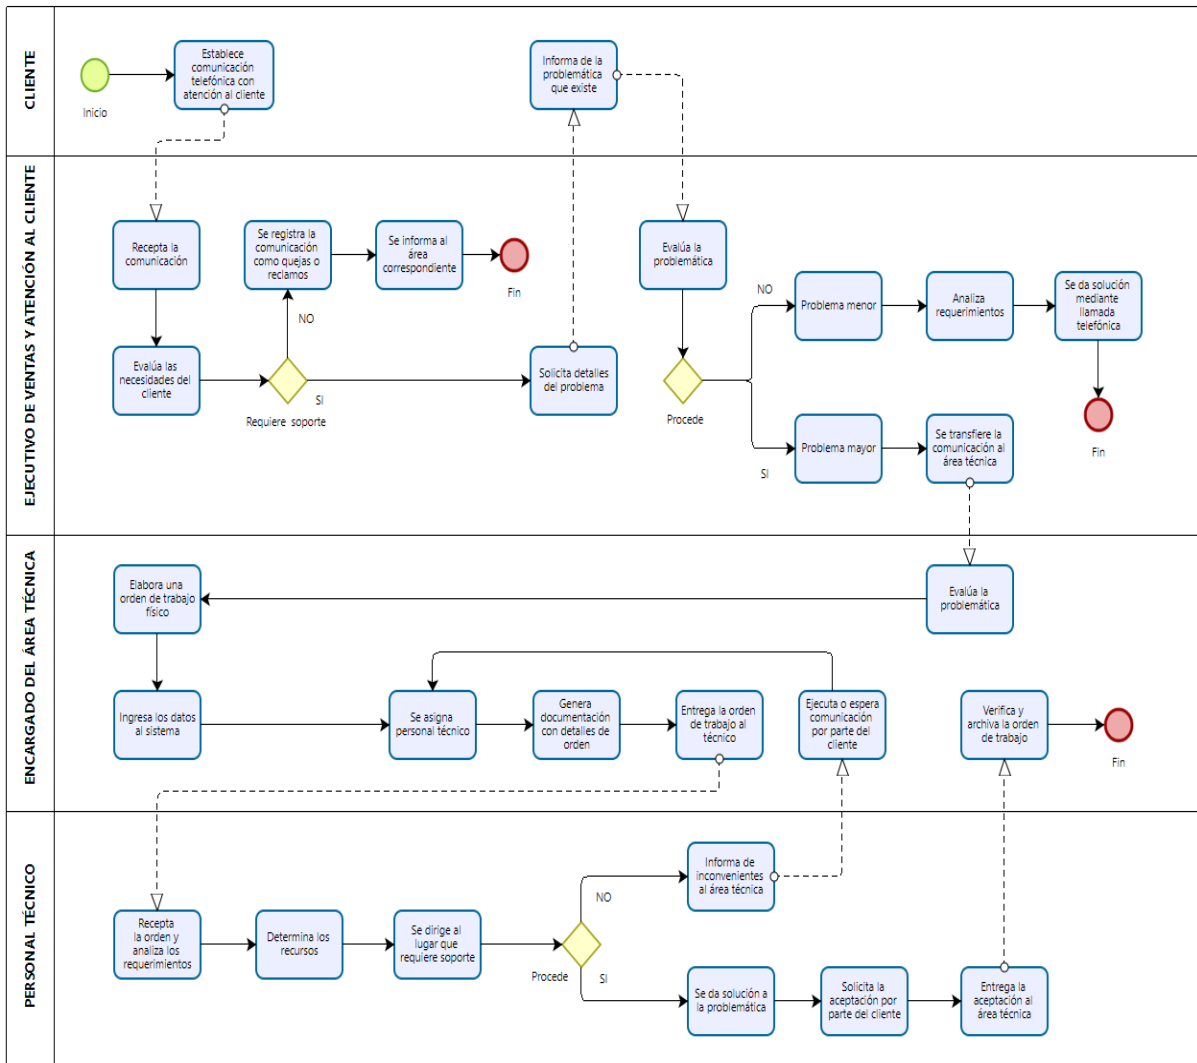 CLIENTE
Inicio
Establece
comunicación
telefónica con
atención al cliente
Informa de la
problemática
que existe
EJECUTIVO DE VENTAS Y ATENCIÓN AL CLIENTE
Recepta la
comunicación
Se registra la
comunicación
como quejas o
reclamos
Se informa al
área
correspondiente
Fin
Evalúa la
problemática
NO
Evalúa las
necesidades del
cliente
Requiere soporte
SI
Solicita detalles
del problema
Procede
NO
Problema menor
Analiza
requerimientos
Se da solución
mediante
llamada
telefónica
Fin
SI
Problema mayor
Se transfiere la
comunicación al
área técnica
ENCARGADO DEL ÁREA TÉCNICA
Elabora una
orden de trabajo
físico
Evalúa la
problemática
Ingresa los datos
al sistema
Se asigna
personal técnico
Genera
documentación
con detalles de
orden
Entrega la orden
de trabajo al
técnico
Ejecuta o espera
comunicación
por parte del
cliente
Verifica y
archiva la orden
de trabajo
Fin
PERSONAL TÉCNICO
Recepta
la orden y
analiza los
requerimientos
Determina los
recursos
Se dirige al
lugar que
requiere soporte
Procede
NO
Informa de
inconvenientes
al área técnica
SI
Se da solución a
la problemática
Solicita la
aceptación por
parte del cliente
Entrega la
aceptación al
área técnica